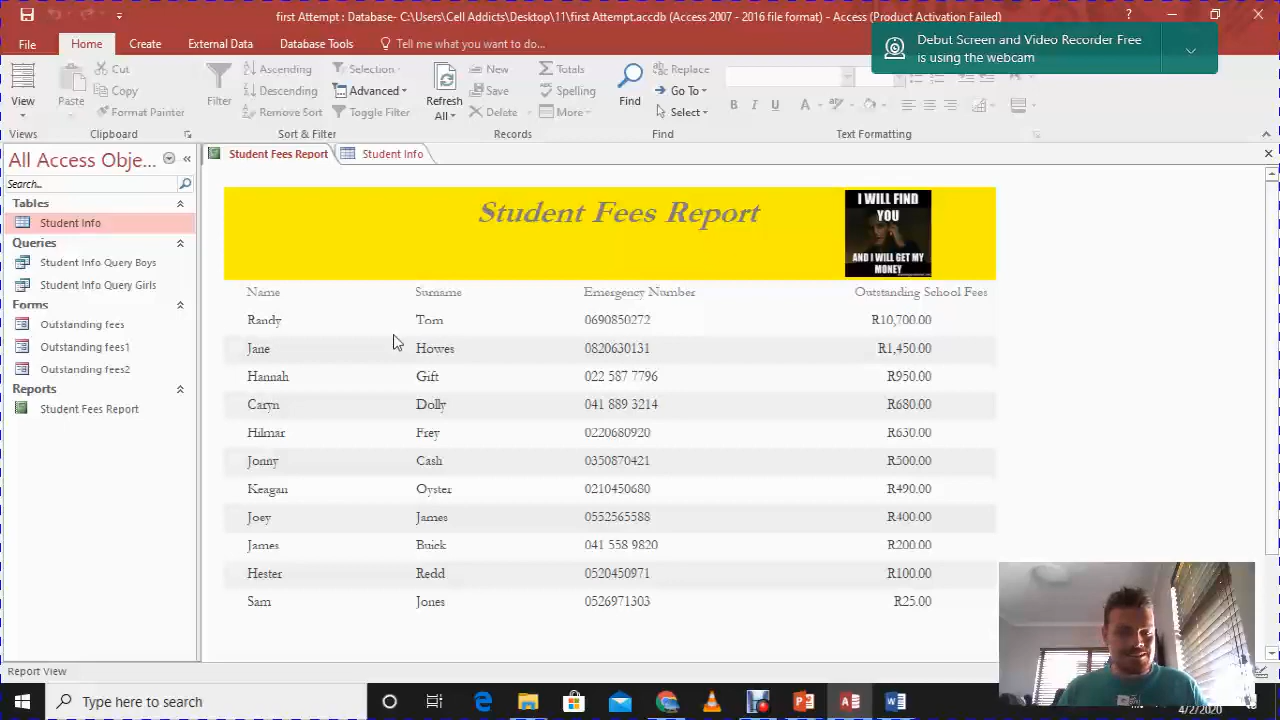 first Attempt : Database- C:\Users\Cell Addicts\Desktop\11\first Attempt.accdb (Access 2007 - 2016 file format) - Access (Product Activation Failed)
File
Home
Create
External Data
Database Tools
Tell me what you want to do...
Debut Screen and Video Recorder Free
is using the webcam
View
Paste
Cut
Copy
Format Painter
Filter
Ascending
Descending
Remove Sort
Selection
Advanced
Toggle Filter
Refresh
All
New
Save
Delete
Totals
Spelling
More
Find
Replace
Go To
Select
B I U A
Views
Clipboard
Sort & Filter
Records
Find
Text Formatting
All Access Obje...
Search...
Tables
Student Info
Queries
Student Info Query Boys
Student Info Query Girls
Forms
Outstanding fees
Outstanding fees1
Outstanding fees2
Reports
Student Fees Report
Student Fees Report
Student Info
Student Fees Report
I WILL FIND
YOU
AND I WILL GET MY
MONEY
Name Surname Emergency Number Outstanding School Fees
Randy Tom 0690850272 R10,700.00
Jane Howes 0820630131 R1,450.00
Hannah Gift 022 587 7796 R950.00
Caryn Dolly 041 889 3214 R680.00
Hilmar Frey 0220680920 R630.00
Jonny Cash 0350870421 R500.00
Keagan Oyster 0210450680 R490.00
Joey James 0552565588 R400.00
James Buick 041 558 9820 R200.00
Hester Redd 0520450971 R100.00
Sam Jones 0526971303 R25.00
Report View
Type here to search
4/2/2020